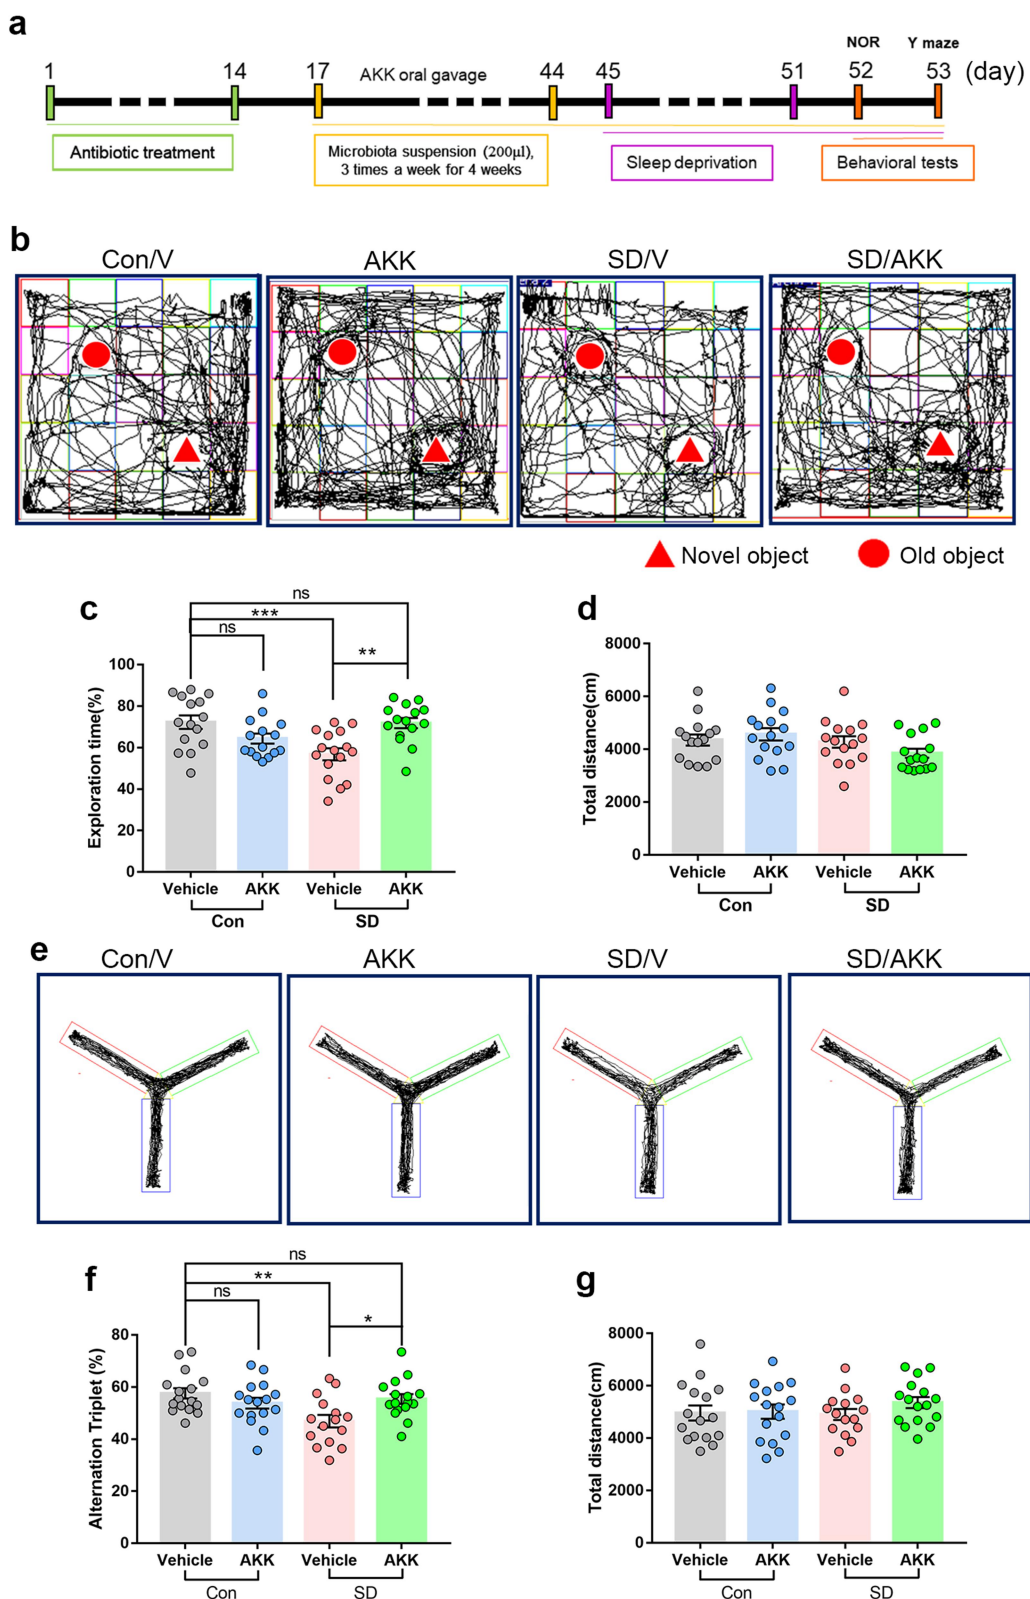 a
NOR Y maze
1 14 17 AKK oral gavage 44 45 51 52 53 (day)
Antibiotic treatment
Microbiota suspension (200µl),
3 times a week for 4 weeks
Sleep deprivation
Behavioral tests
b
Con/V AKK SD/V SD/AKK
Novel object Old object
c
ns
***
ns
**
Exploration time(%)
100
80
60
40
20
0
Vehicle AKK Vehicle AKK
Con SD
d
Total distance(cm)
8000
6000
4000
2000
0
Vehicle AKK Vehicle AKK
Con SD
e
Con/V AKK SD/V SD/AKK
f
ns
**
ns
*
Alternation Triplet (%)
80
60
40
20
0
Vehicle AKK Vehicle AKK
Con SD
g
Total distance(cm)
8000
6000
4000
2000
0
Vehicle AKK Vehicle AKK
Con SD